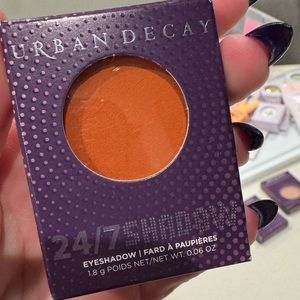 URBAN DECAY
24/7 SHADOW
EYESHADOW | FARD À PAUPIÈRES
1.8 g POIDS NET/NET WT. 0.06 OZ